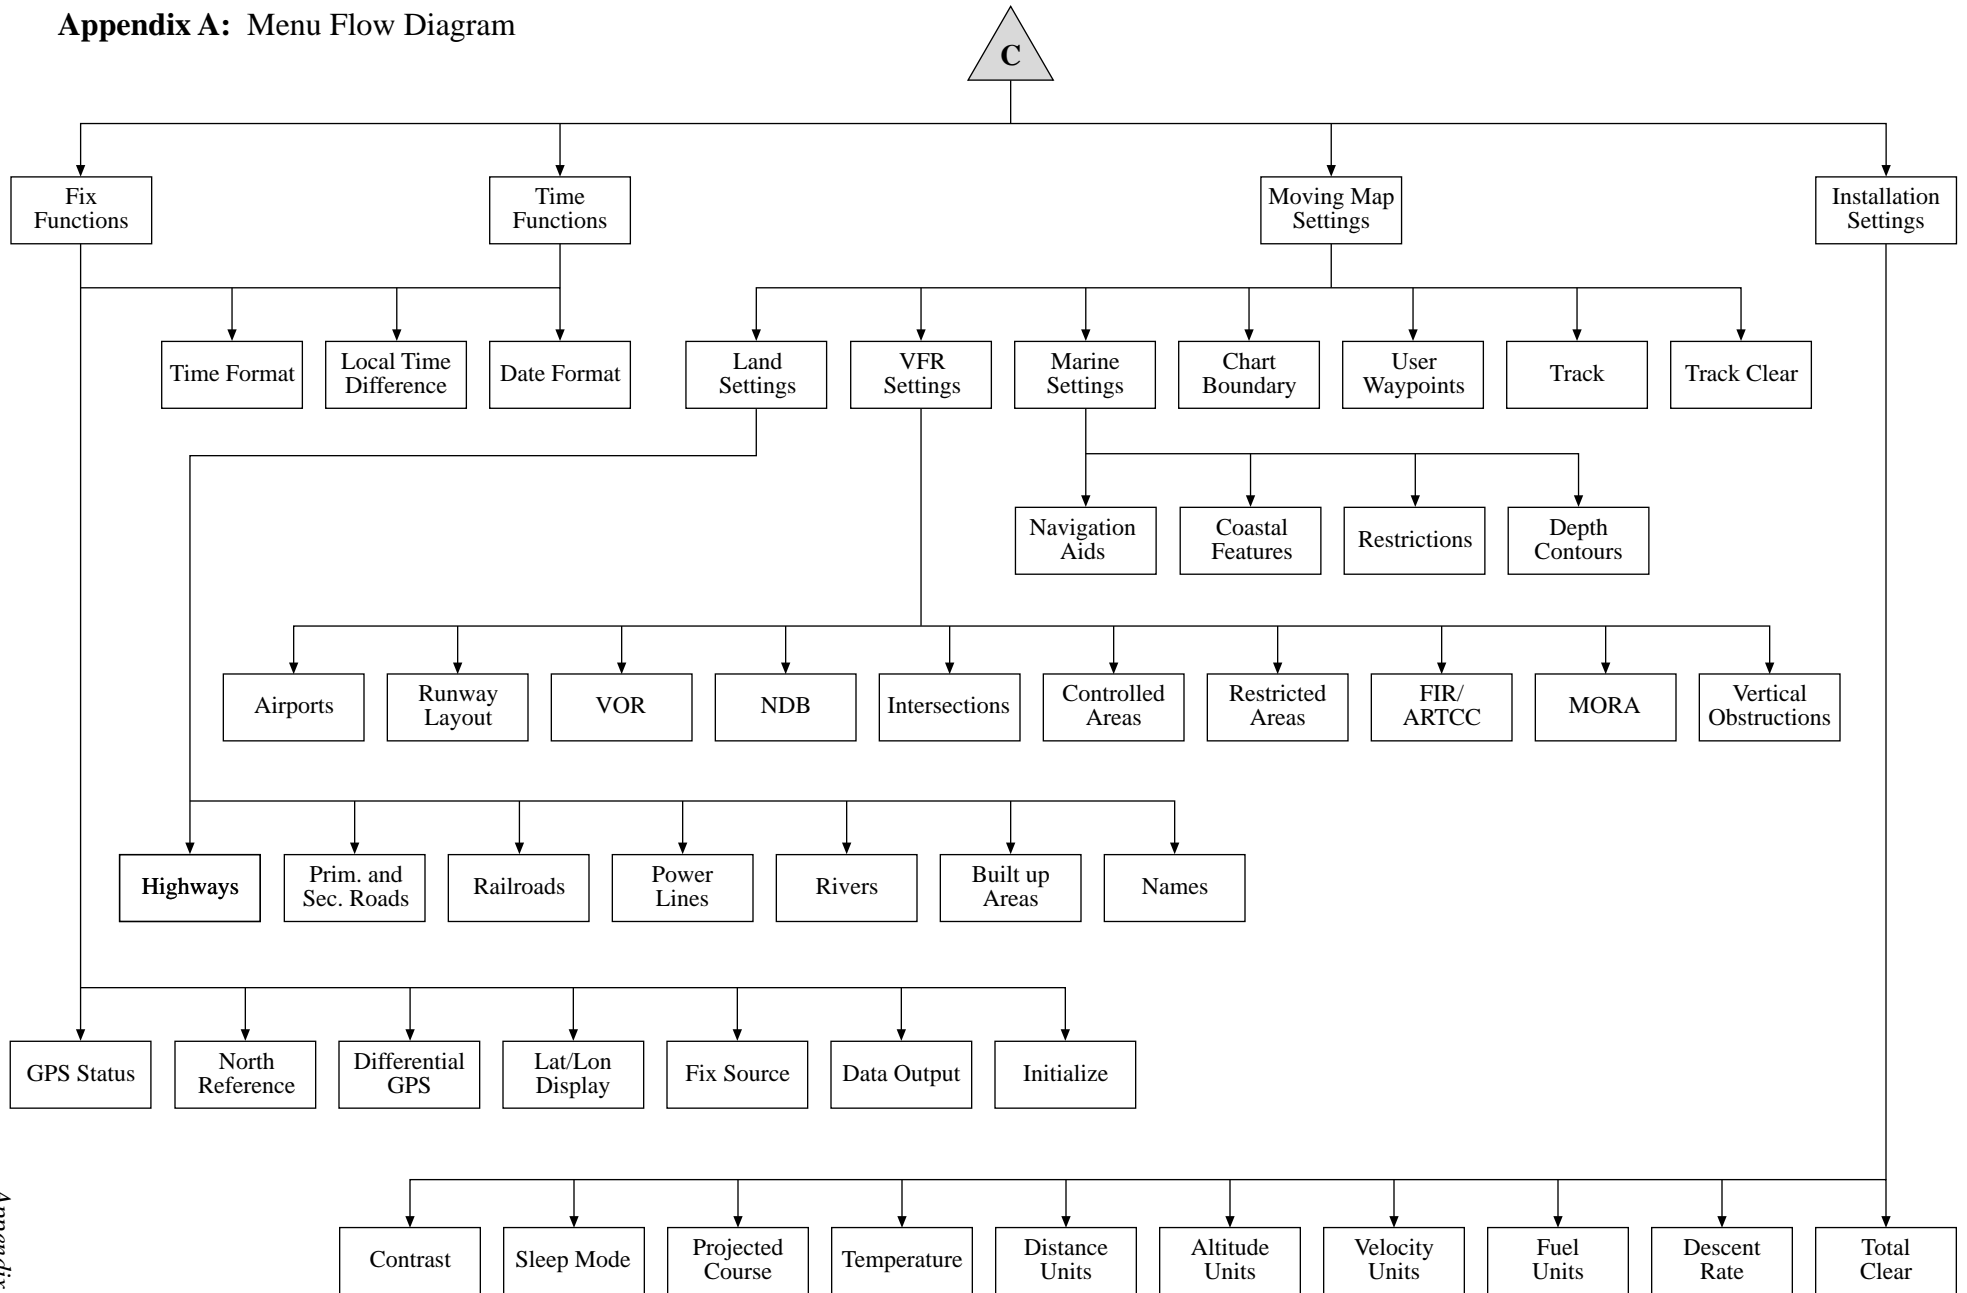 Appendix A: Menu Flow Diagram
C
Fix
Functions
Time
Functions
Moving Map
Settings
Installation
Settings
Time Format
Local Time
Difference
Date Format
Land
Settings
VFR
Settings
Marine
Settings
Chart
Boundary
User
Waypoints
Track
Track Clear
Navigation
Aids
Coastal
Features
Restrictions
Depth
Contours
Airports
Runway
Layout
VOR
NDB
Intersections
Controlled
Areas
Restricted
Areas
FIR/
ARTCC
MORA
Vertical
Obstructions
Highways
Prim. and
Sec. Roads
Railroads
Power
Lines
Rivers
Built up
Areas
Names
GPS Status
North
Reference
Differential
GPS
Lat/Lon
Display
Fix Source
Data Output
Initialize
Contrast
Sleep Mode
Projected
Course
Temperature
Distance
Units
Altitude
Units
Velocity
Units
Fuel
Units
Descent
Rate
Total
Clear
Appendix